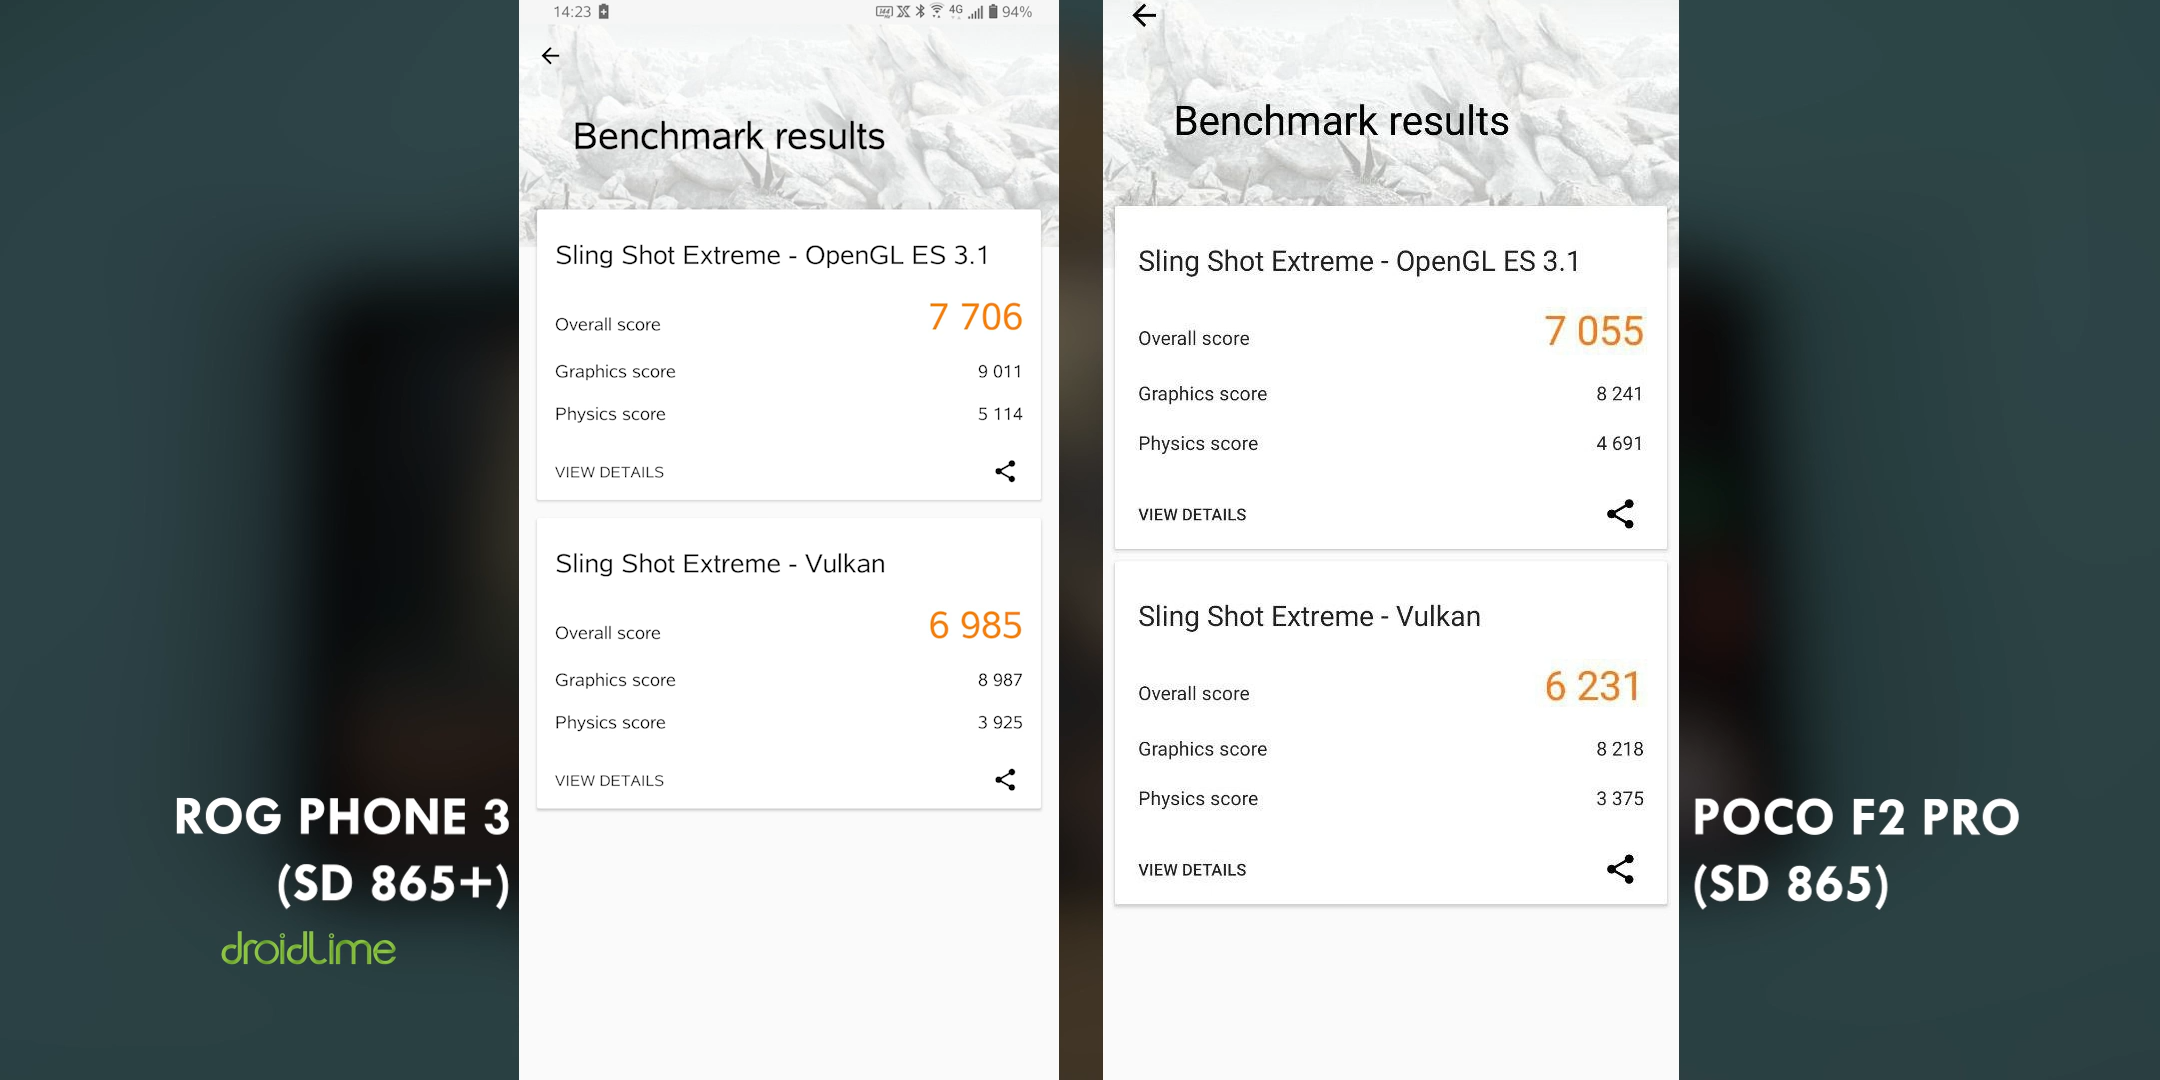 14:23
144 4G 94%
Benchmark results
Sling Shot Extreme - OpenGL ES 3.1
Overall score 7 706
Graphics score 9 011
Physics score 5 114
VIEW DETAILS
Sling Shot Extreme - Vulkan
Overall score 6 985
Graphics score 8 987
Physics score 3 925
VIEW DETAILS
ROG PHONE 3
(SD 865+)
droidlime
Benchmark results
Sling Shot Extreme - OpenGL ES 3.1
Overall score 7 055
Graphics score 8 241
Physics score 4 691
VIEW DETAILS
Sling Shot Extreme - Vulkan
Overall score 6 231
Graphics score 8 218
Physics score 3 375
VIEW DETAILS
POCO F2 PRO
(SD 865)